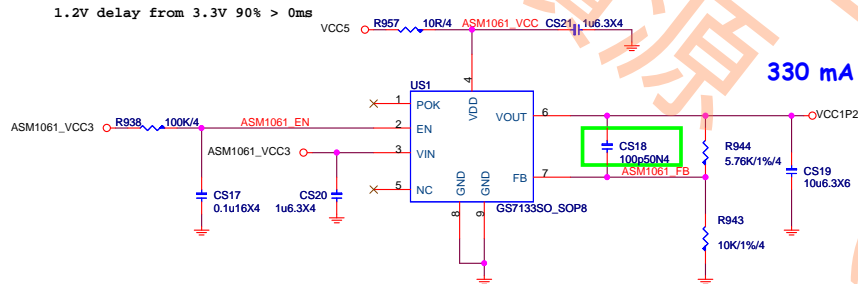 1.2V delay from 3.3V 90% > 0ms
VCC5
R957
10R/4
ASM1061_VCC
CS21
1u6.3X4
330 mA
US1
4
1
POK
VDD
VOUT
6
VCC1P2
ASM1061_VCC3
R938
100K/4
ASM1061_EN
2
EN
CS18
100p50N4
R944
5.76K/1%/4
ASM1061_VCC3
3
VIN
FB
7
ASM1061_FB
CS19
10u6.3X6
5
NC
GND
GND
CS17
0.1u16X4
CS20
1u6.3X4
8
9
GS7133SO_SOP8
R943
10K/1%/4
源